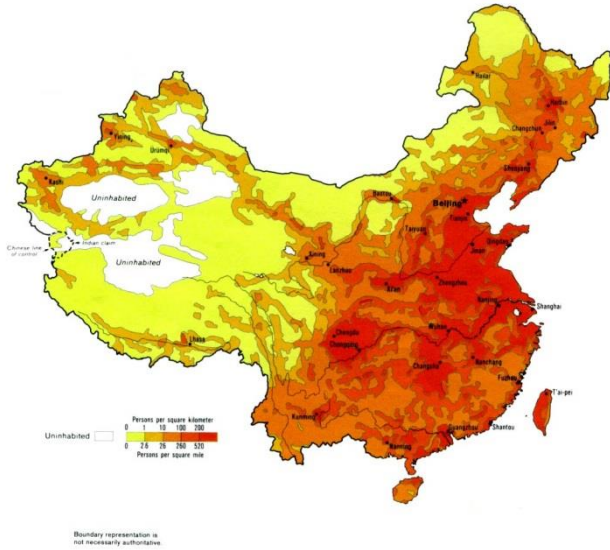 Hailar
Harbin
Jilin
Changchun
Yining
Ürümqi
Shenyang
Kashi
Baotou
Beijing
Tianjin
Uninhabited
Taiyuan
Chinese line
of control
Indian claim
Xining
Jinan
Qingdao
Uninhabited
Lanzhou
Xi'an
Zhengzhou
Nanjing
Shanghai
Lhasa
Chengdu
Wuhan
Chongqing
Changsha
Nanchang
Fuzhou
T'ai-pei
Kunming
Guangzhou
Shantou
Nanning
Persons per square kilometer
0 1 10 100 200
Uninhabited
0 2.6 26 260 520
Persons per square mile
Boundary representation is
not necessarily authoritative.